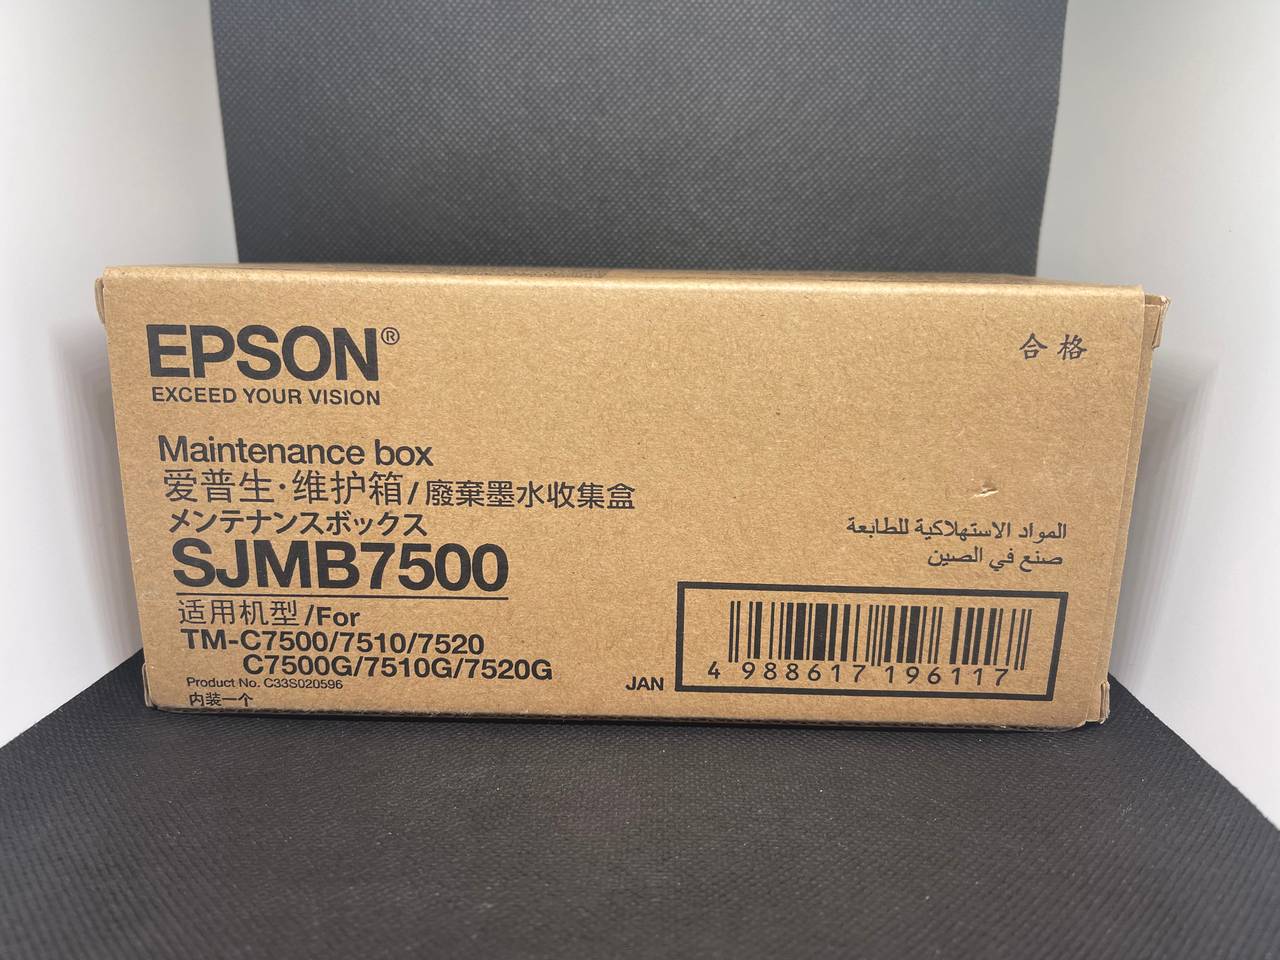 EPSON®
EXCEED YOUR VISION
合格
Maintenance box
爱普生·维护箱/廢棄墨水收集盒
メンテナンスボックス
SJMB7500
适用机型/For
TM-C7500/7510/7520
C7500G/7510G/7520G
Product No. C33S020596
内装一个
المواد الاستهلاكية للطابعة
صنع في الصين
JAN
4 988617 196117